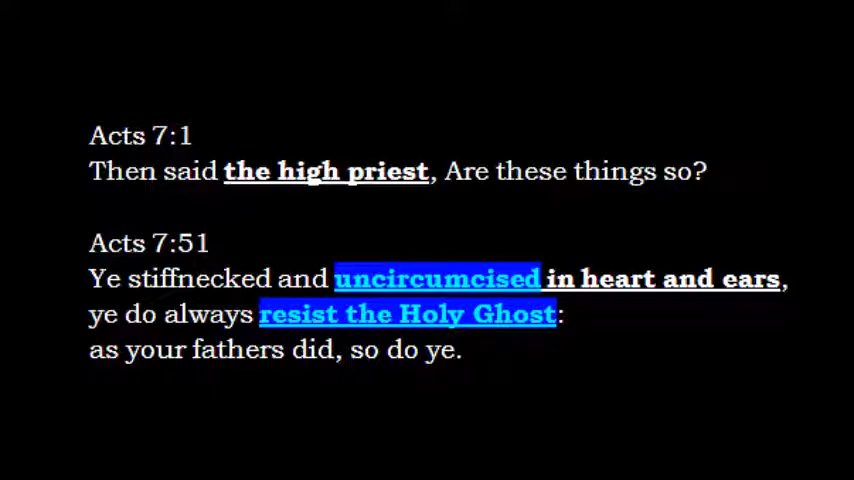 Acts 7:1
Then said the high priest, Are these things so?
Acts 7:51
Ye stiffnecked and uncircumcised in heart and ears,
ye do always resist the Holy Ghost:
as your fathers did, so do ye.